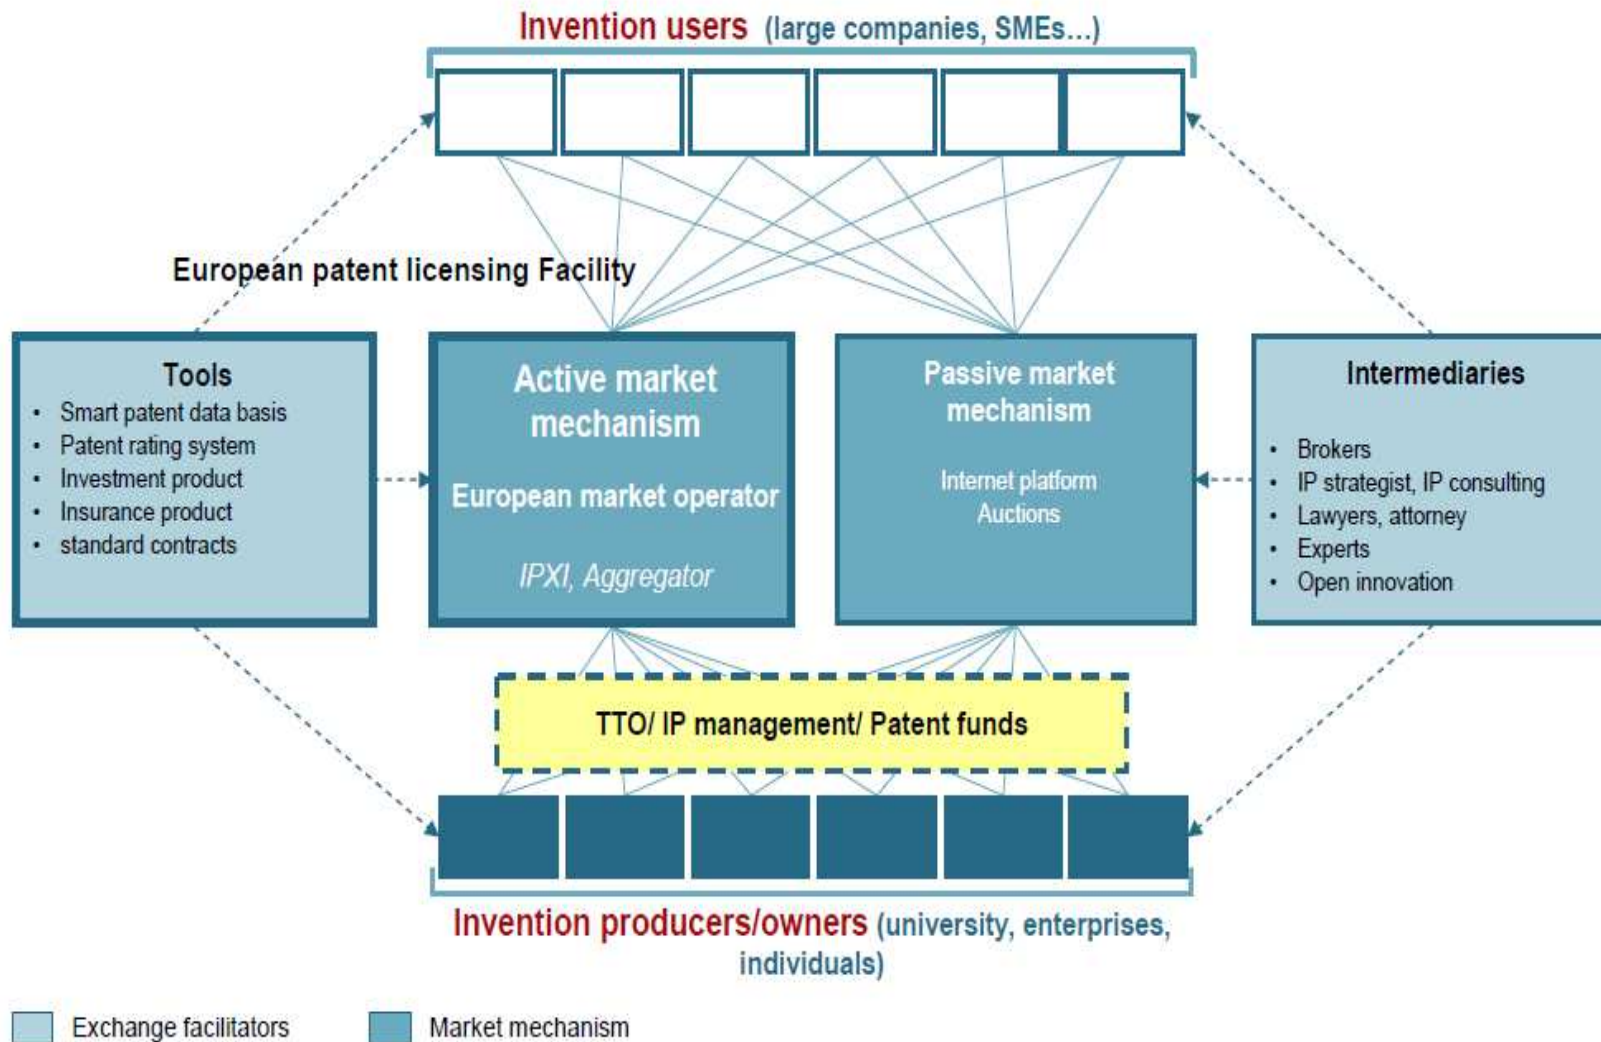 Invention users (large companies, SMEs...)
European patent licensing Facility
Tools
• Smart patent data basis
• Patent rating system
• Investment product
• Insurance product
• standard contracts
Active market
mechanism
European market operator
IPXI, Aggregator
Passive market
mechanism
Internet platform
Auctions
Intermediaries
• Brokers
• IP strategist, IP consulting
• Lawyers, attorney
• Experts
• Open innovation
TTO/ IP management/ Patent funds
Invention producers/owners (university, enterprises,
individuals)
Exchange facilitators
Market mechanism